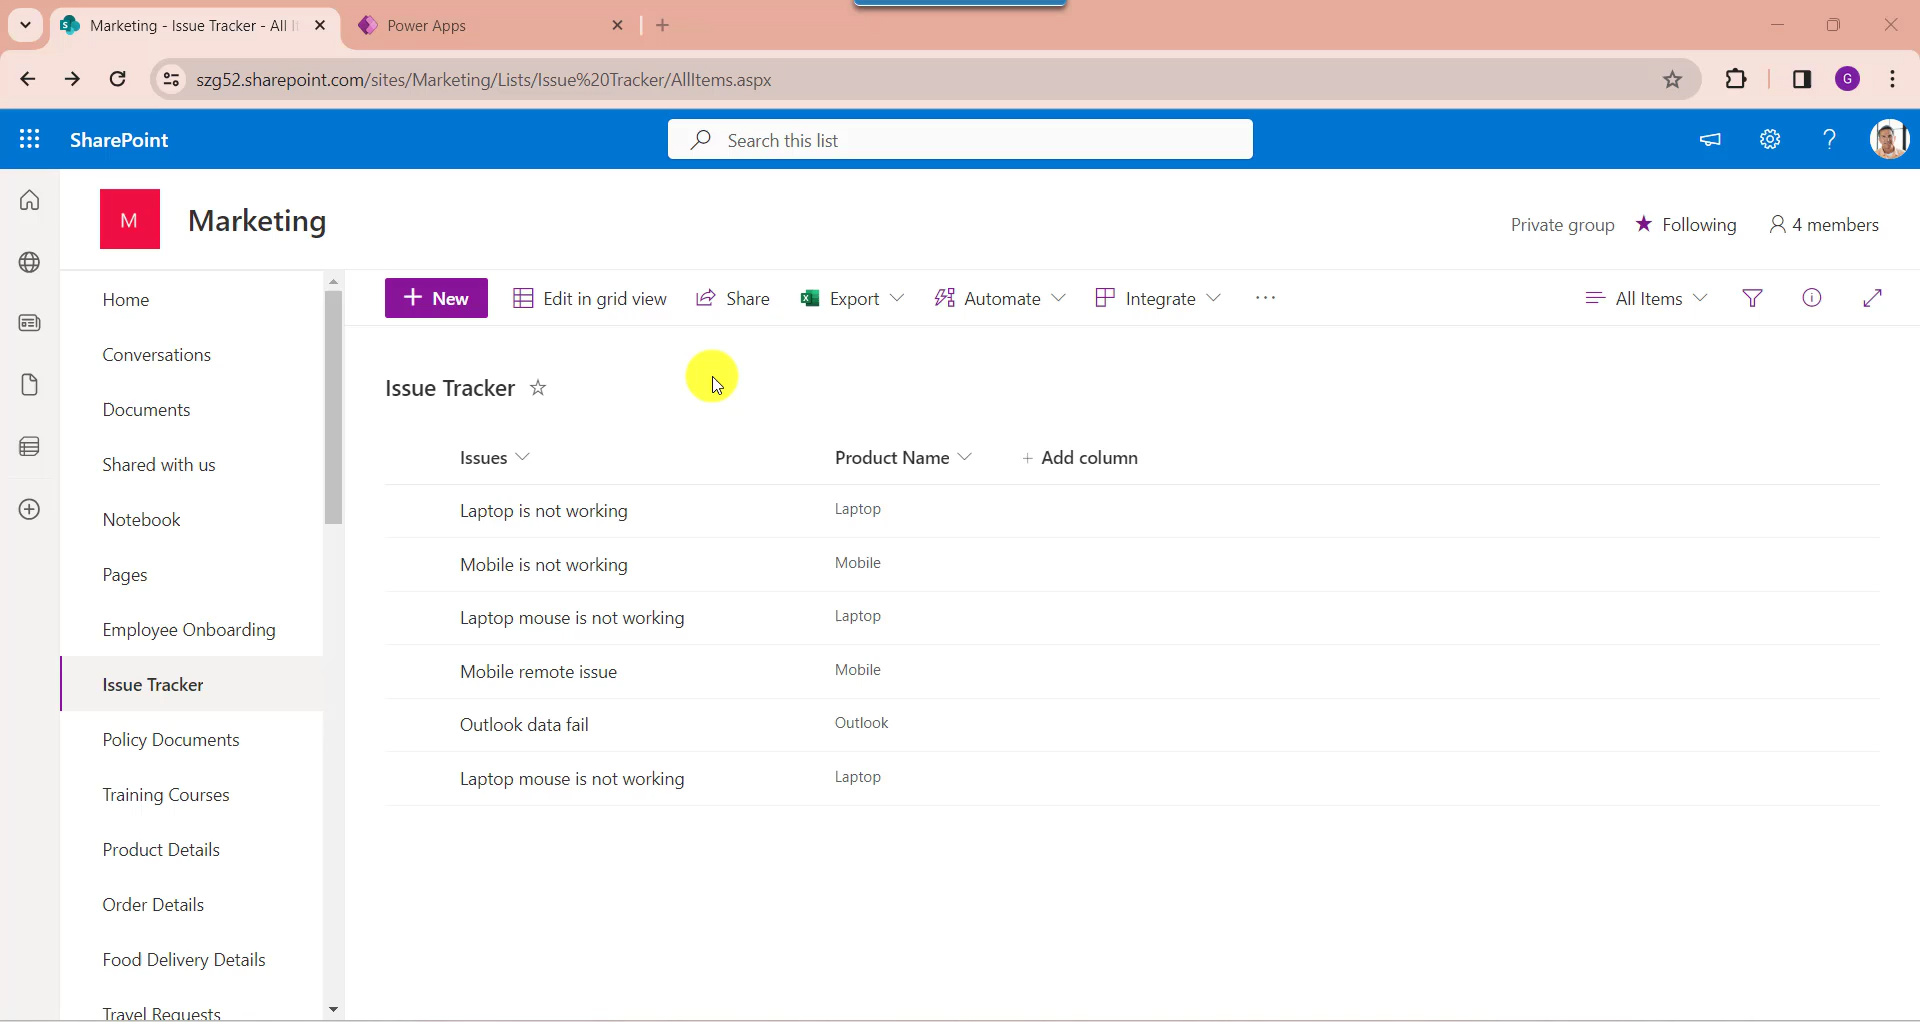 Marketing - Issue Tracker - All It
Power Apps
szg52.sharepoint.com/sites/Marketing/Lists/Issue%20Tracker/AllItems.aspx
G
SharePoint
Search this list
?
M
Marketing
Private group
Following
4 members
Home
Conversations
Documents
Shared with us
Notebook
Pages
Employee Onboarding
Issue Tracker
Policy Documents
Training Courses
Product Details
Order Details
Food Delivery Details
Travel Requests
New
Edit in grid view
Share
Export
Automate
Integrate
...
All Items
Issue Tracker
Issues
Product Name
+ Add column
Laptop is not working
Laptop
Mobile is not working
Mobile
Laptop mouse is not working
Laptop
Mobile remote issue
Mobile
Outlook data fail
Outlook
Laptop mouse is not working
Laptop